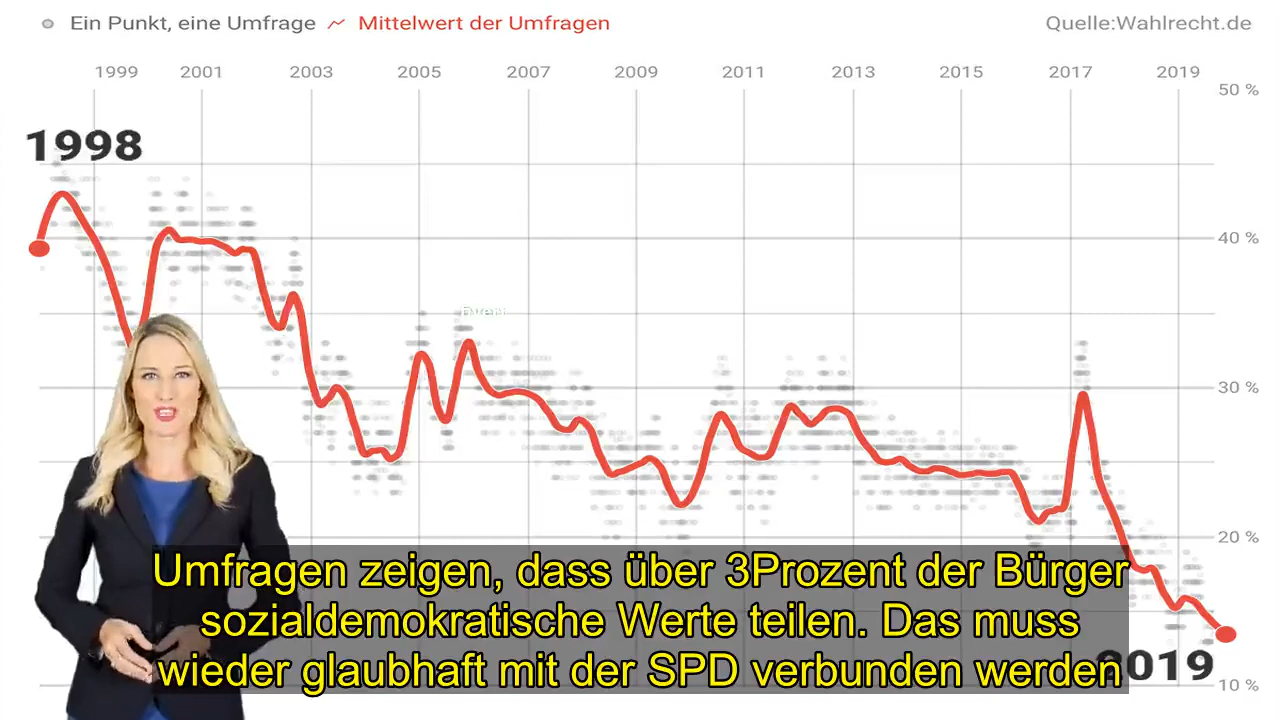 Ein Punkt, eine Umfrage Mittelwert der Umfragen Quelle:Wahlrecht.de
1999 2001 2003 2005 2007 2009 2011 2013 2015 2017 2019
50 %
1998
40 %
30 %
20 %
Umfragen zeigen, dass über 3Prozent der Bürger
sozialdemokratische Werte teilen. Das muss
wieder glaubhaft mit der SPD verbunden werden
2019
10 %